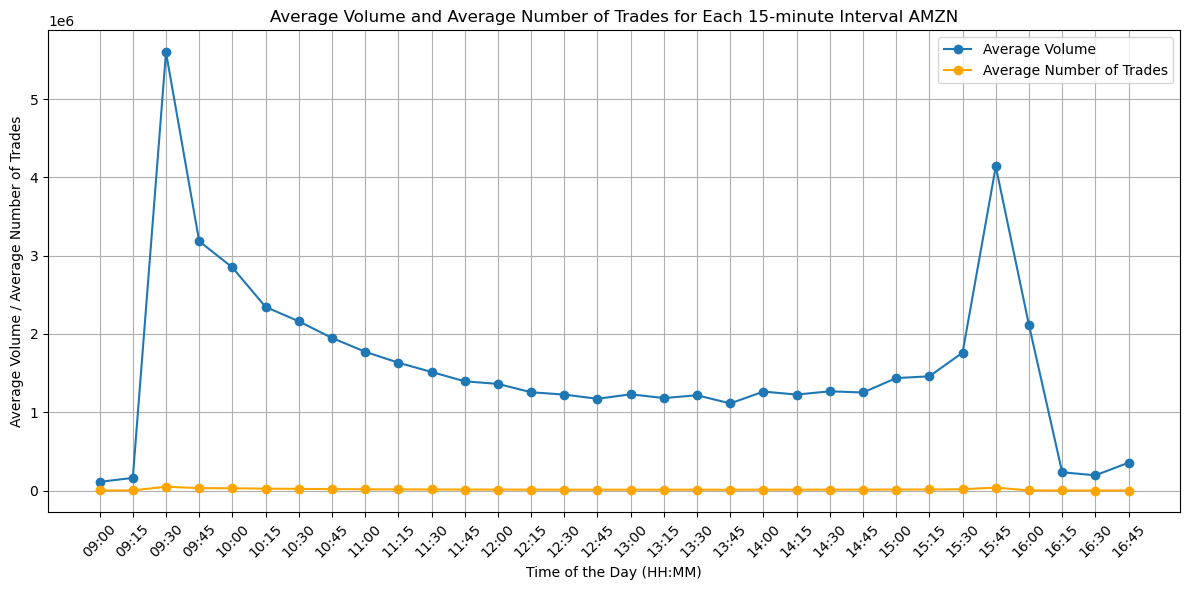 Average Volume and Average Number of Trades for Each 15-minute Interval AMZN
1e6
Average Volume
Average Number of Trades
Average Volume / Average Number of Trades
5
4
3
2
1
0
09:00 09:15 09:30 09:45 10:00 10:15 10:30 10:45 11:00 11:15 11:30 11:45 12:00 12:15 12:30 12:45 13:00 13:15 13:30 13:45 14:00 14:15 14:30 14:45 15:00 15:15 15:30 15:45 16:00 16:15 16:30 16:45
Time of the Day (HH:MM)